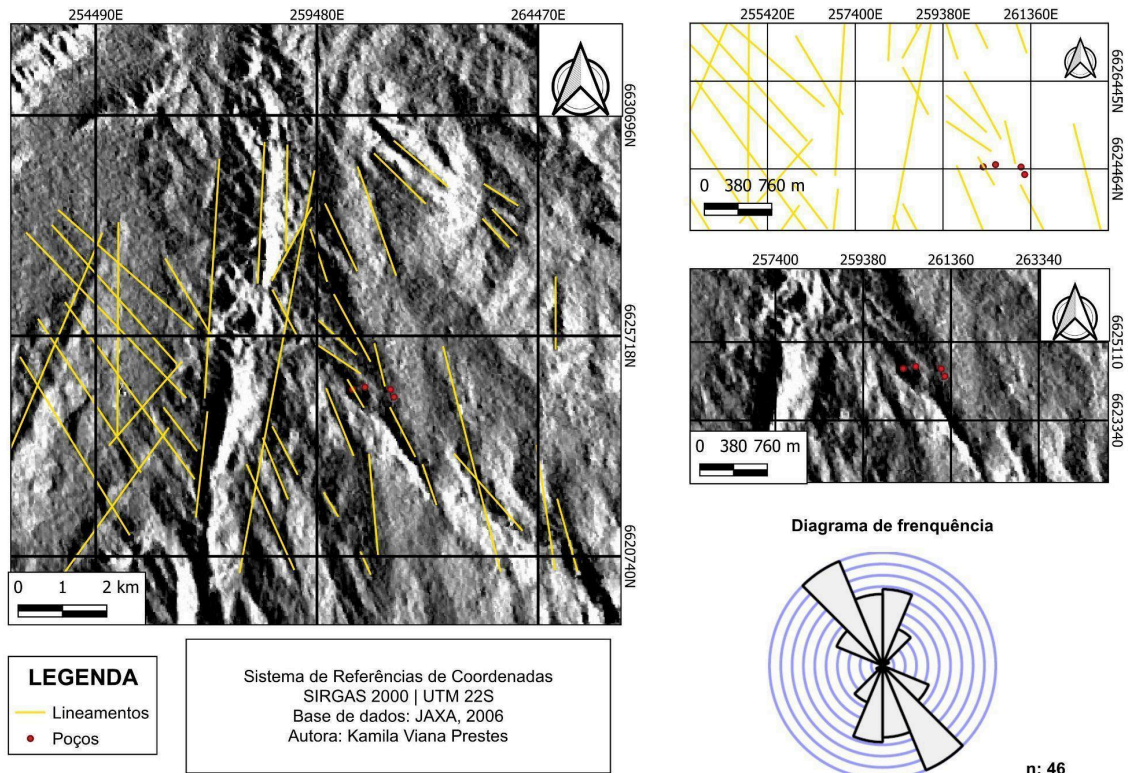 254490E 259480E 264470E
6630696N
6625718N
6620740N
0 1 2 km
255420E 257400E 259380E 261360E
6626445N
6624464N
0 380 760 m
257400 259380 261360 263340
6625110
6623340
0 380 760 m
Diagrama de frenquência
n: 46
LEGENDA
Lineamentos
Poços
Sistema de Referências de Coordenadas
SIRGAS 2000 | UTM 22S
Base de dados: JAXA, 2006
Autora: Kamila Viana Prestes